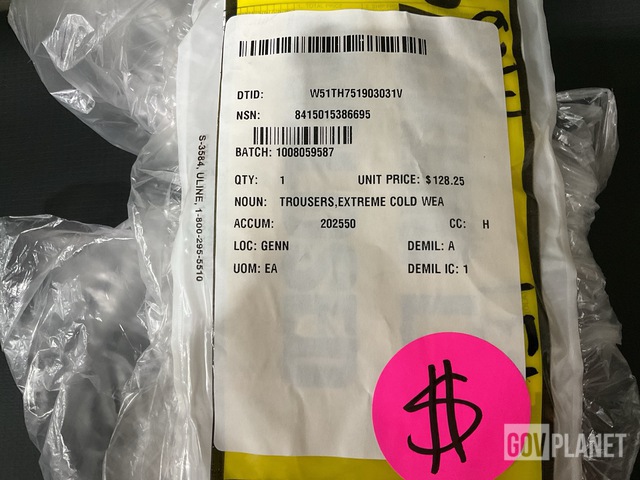 DTID: W51TH751903031V
NSN: 8415015386695
BATCH: 1008059587
QTY: 1 UNIT PRICE: $128.25
NOUN: TROUSERS,EXTREME COLD WEA
ACCUM: 202550 CC: H
LOC: GENN DEMIL: A
UOM: EA DEMIL IC: 1
S-3584, ULINE, 1-800-295-5510
$
GOVPLANET